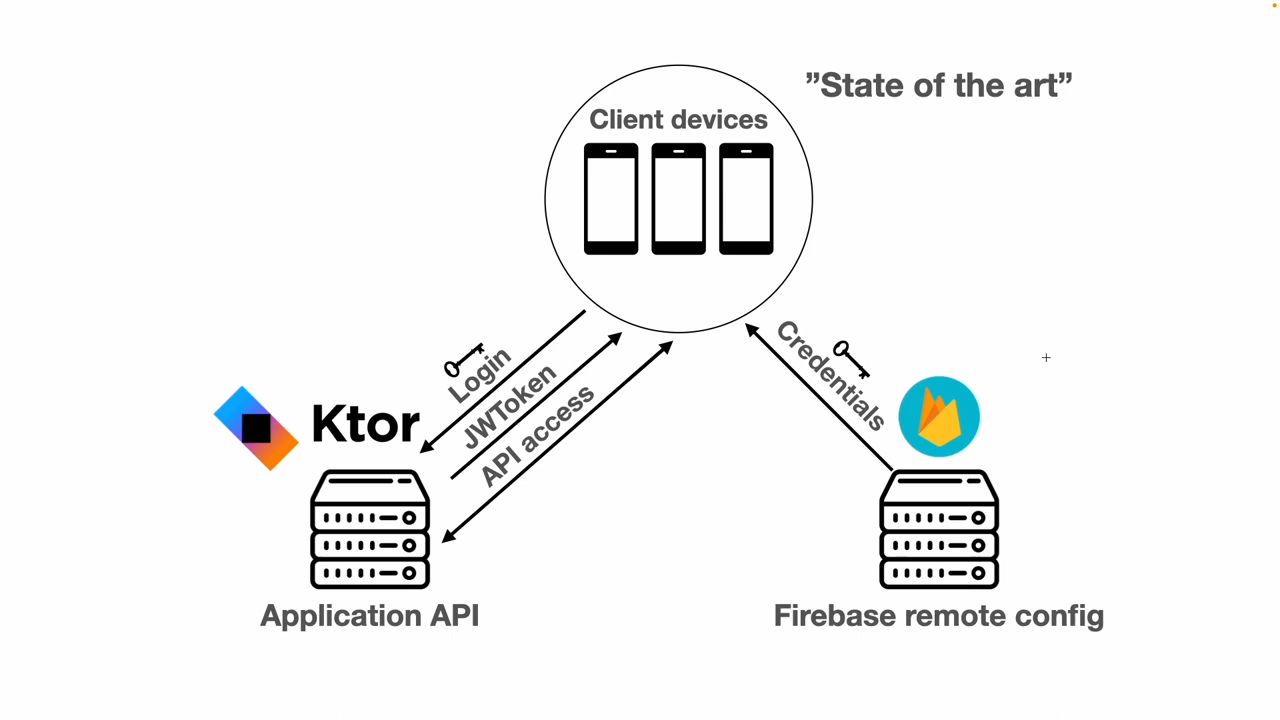 ”State of the art”
Client devices
Login
JWToken
API access
Credentials
Ktor
Application API
Firebase remote config